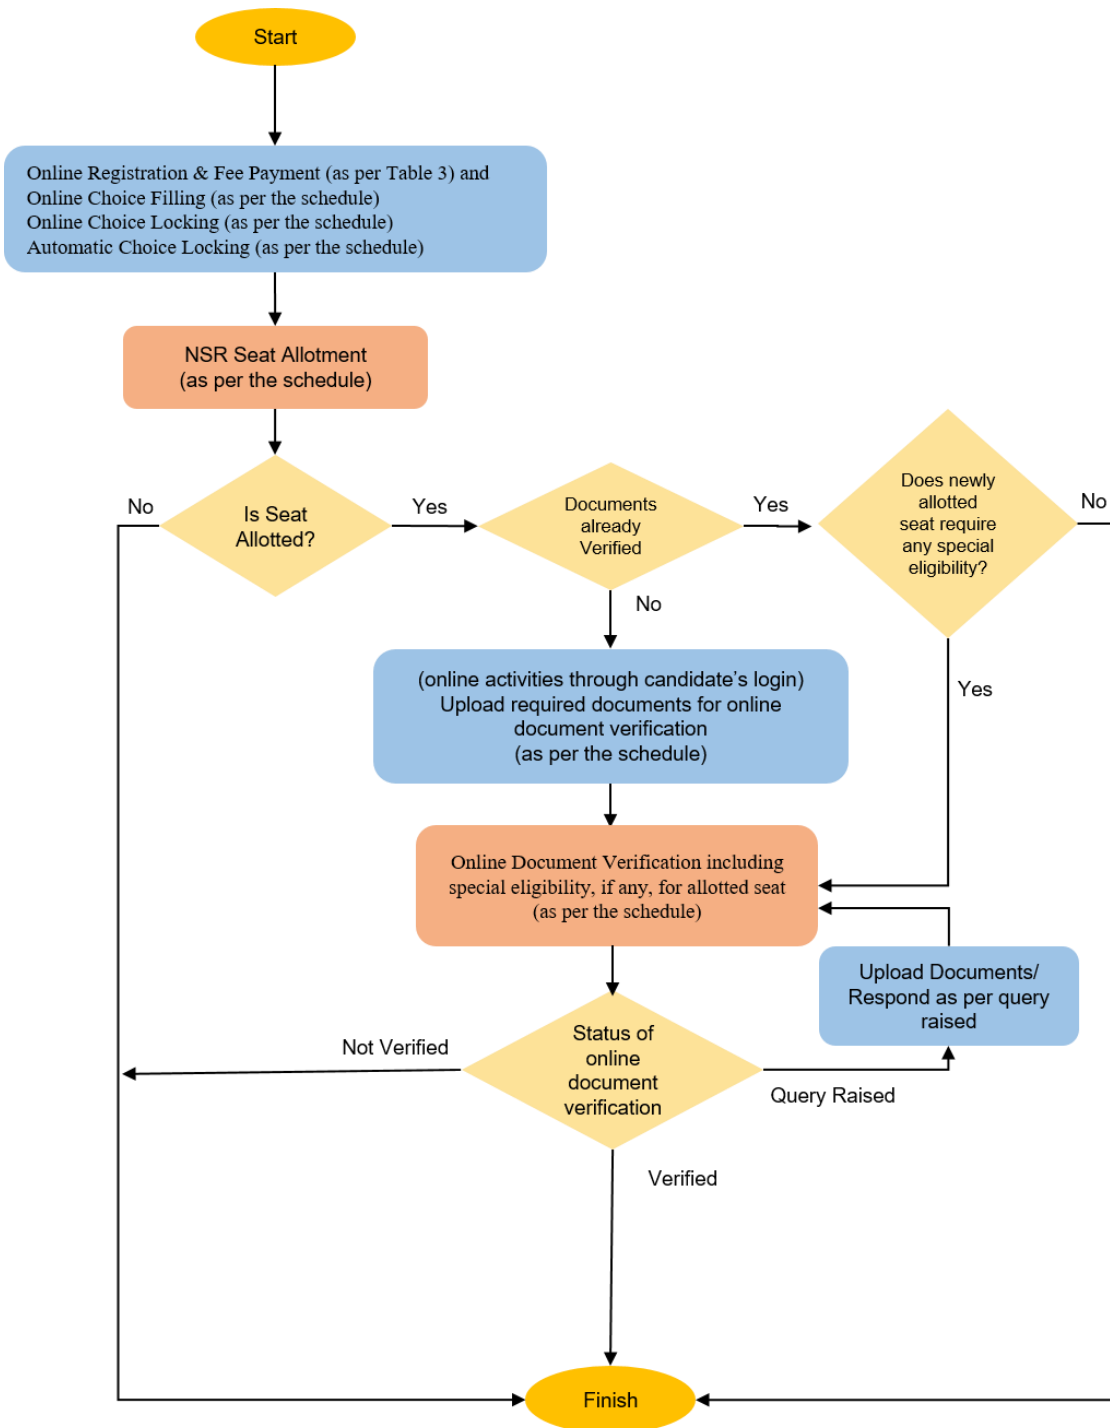 Start
Online Registration & Fee Payment (as per Table 3) and
Online Choice Filling (as per the schedule)
Online Choice Locking (as per the schedule)
Automatic Choice Locking (as per the schedule)
NSR Seat Allotment
(as per the schedule)
No
Is Seat
Allotted?
Yes
Documents
already
Verified
Yes
Does newly
allotted
seat require
any special
eligibility?
No
No
Yes
(online activities through candidate’s login)
Upload required documents for online
document verification
(as per the schedule)
Online Document Verification including
special eligibility, if any, for allotted seat
(as per the schedule)
Upload Documents/
Respond as per query
raised
Not Verified
Status of
online
document
verification
Query Raised
Verified
Finish